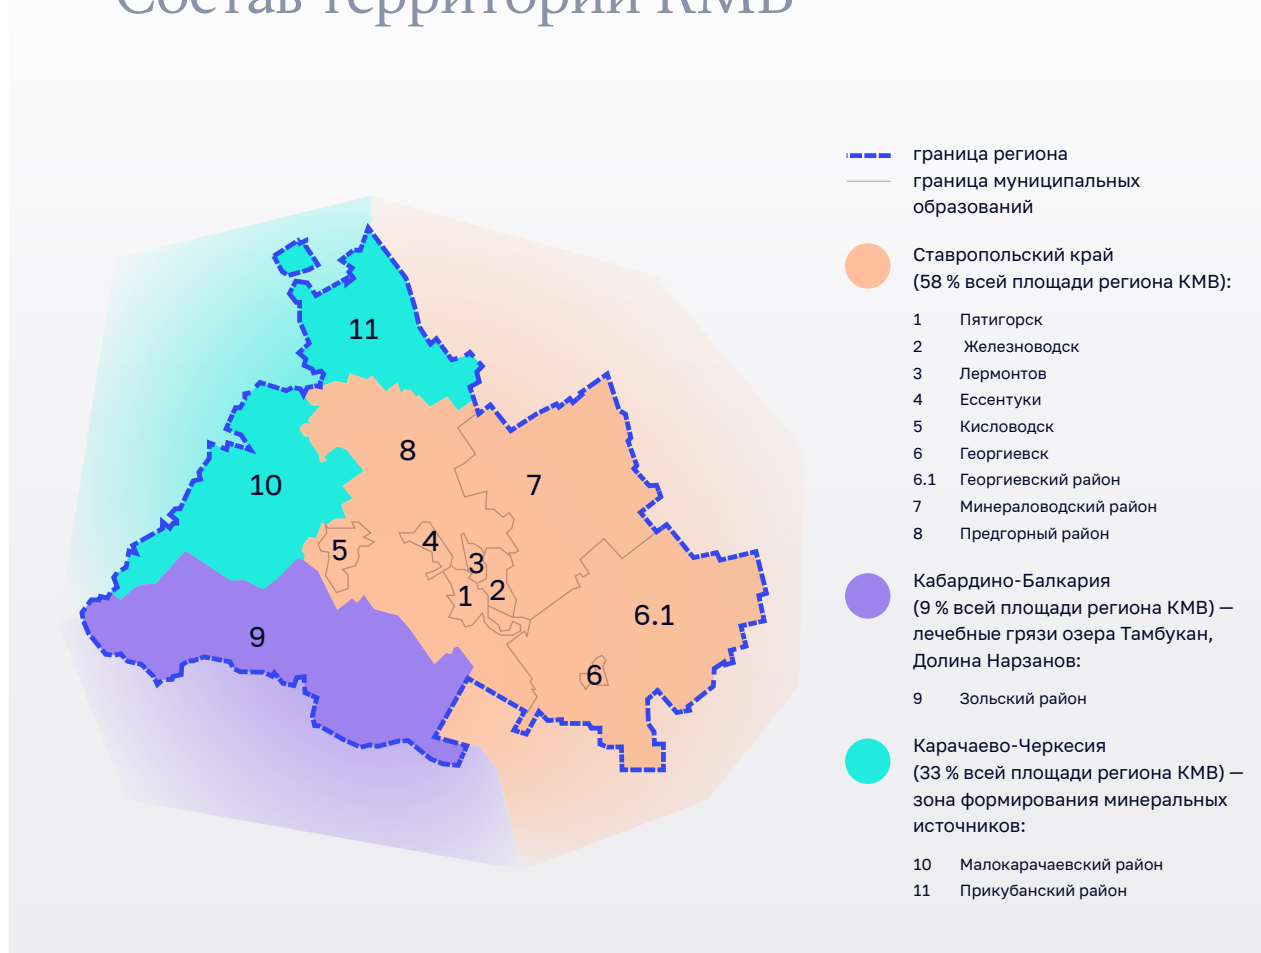 Состав территории КМВ
граница региона
граница муниципальных
образований
Ставропольский край
(58 % всей площади региона КМВ):
1 Пятигорск
2 Железноводск
3 Лермонтов
4 Ессентуки
5 Кисловодск
6 Георгиевск
6.1 Георгиевский район
7 Минераловодский район
8 Предгорный район
Кабардино-Балкария
(9 % всей площади региона КМВ) —
лечебные грязи озера Тамбукан,
Долина Нарзанов:
9 Зольский район
Карачаево-Черкесия
(33 % всей площади региона КМВ) —
зона формирования минеральных
источников:
10 Малокарачаевский район
11 Прикубанский район
11
8
10
7
4
5
3
2
1
6.1
9
6